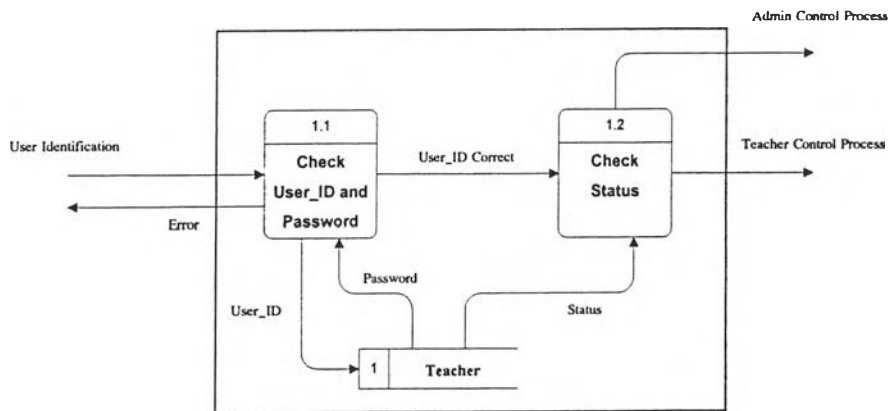 Admin Control Process
1.1
1.2
User Identification
Check
User_ID and
Password
User_ID Correct
Check
Status
Teacher Control Process
Error
Password
User_ID
Status
1
Teacher